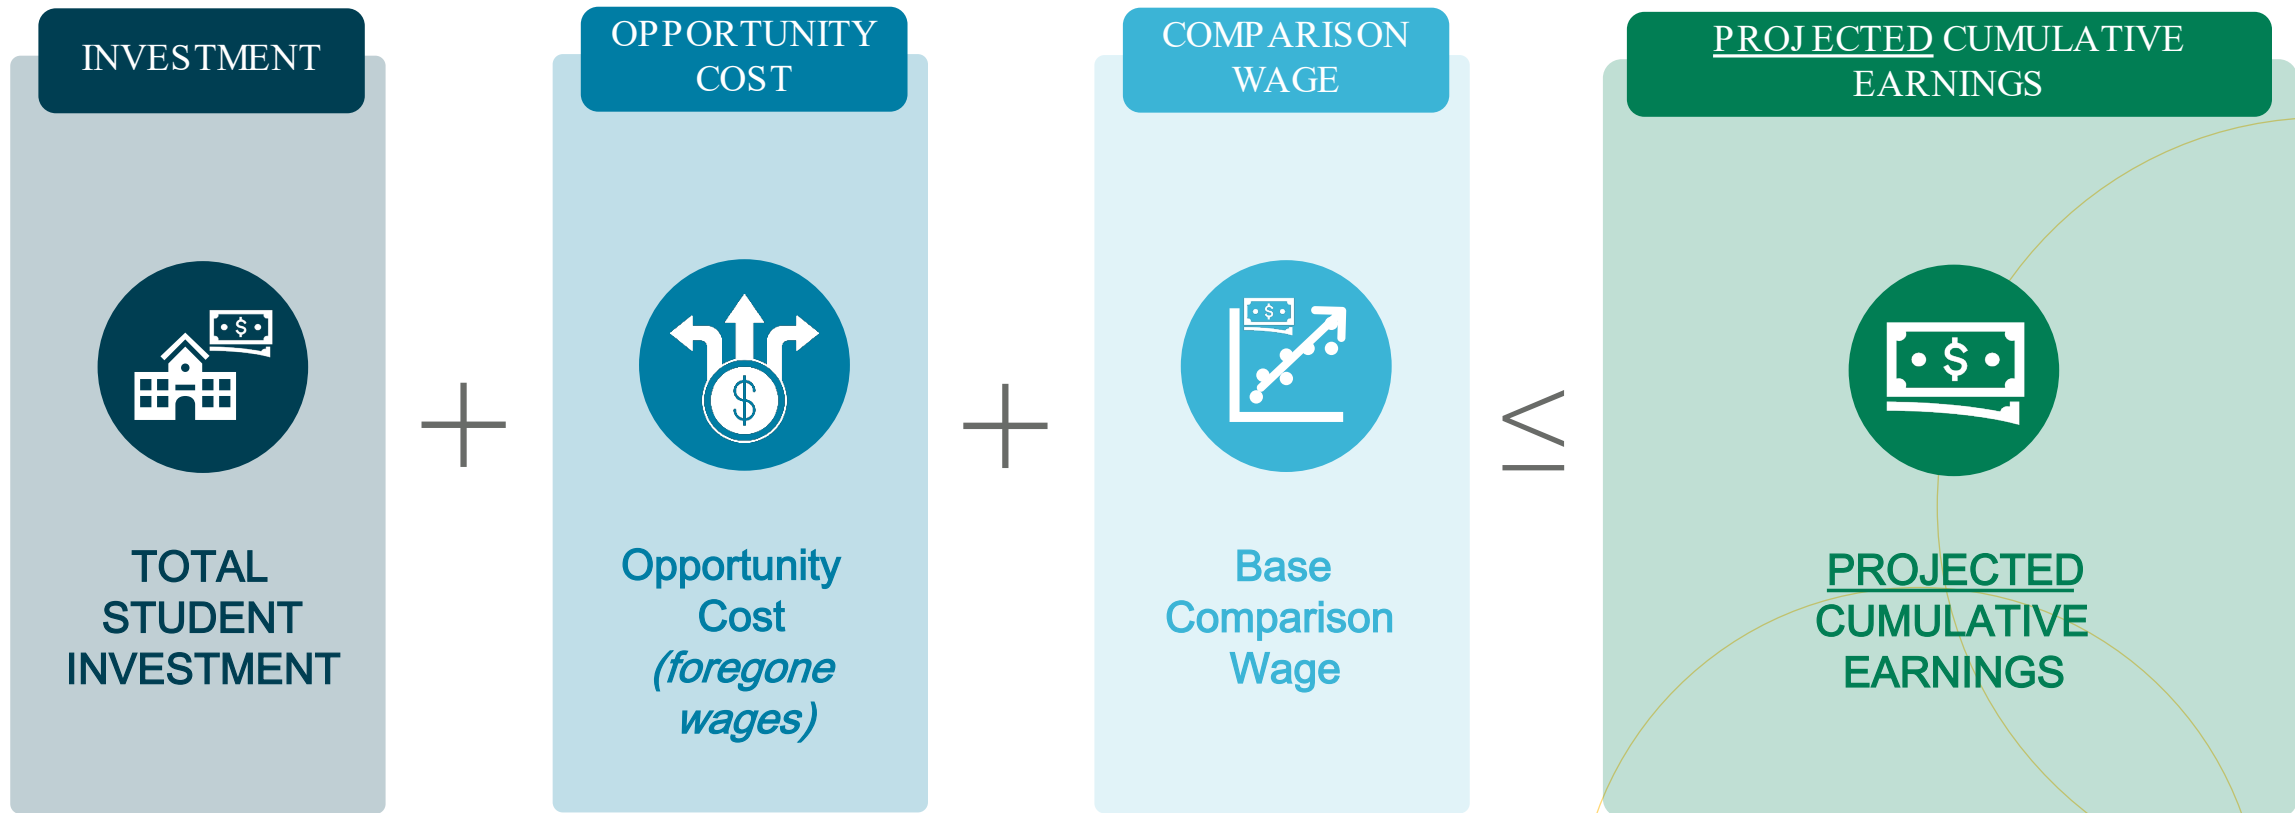 INVESTMENT
TOTAL
STUDENT
INVESTMENT
+
OPPORTUNITY
COST
$
Opportunity
Cost
(foregone
wages)
+
COMPARISON
WAGE
$
Base
Comparison
Wage
≤
PROJECTED CUMULATIVE
EARNINGS
$
PROJECTED
CUMULATIVE
EARNINGS